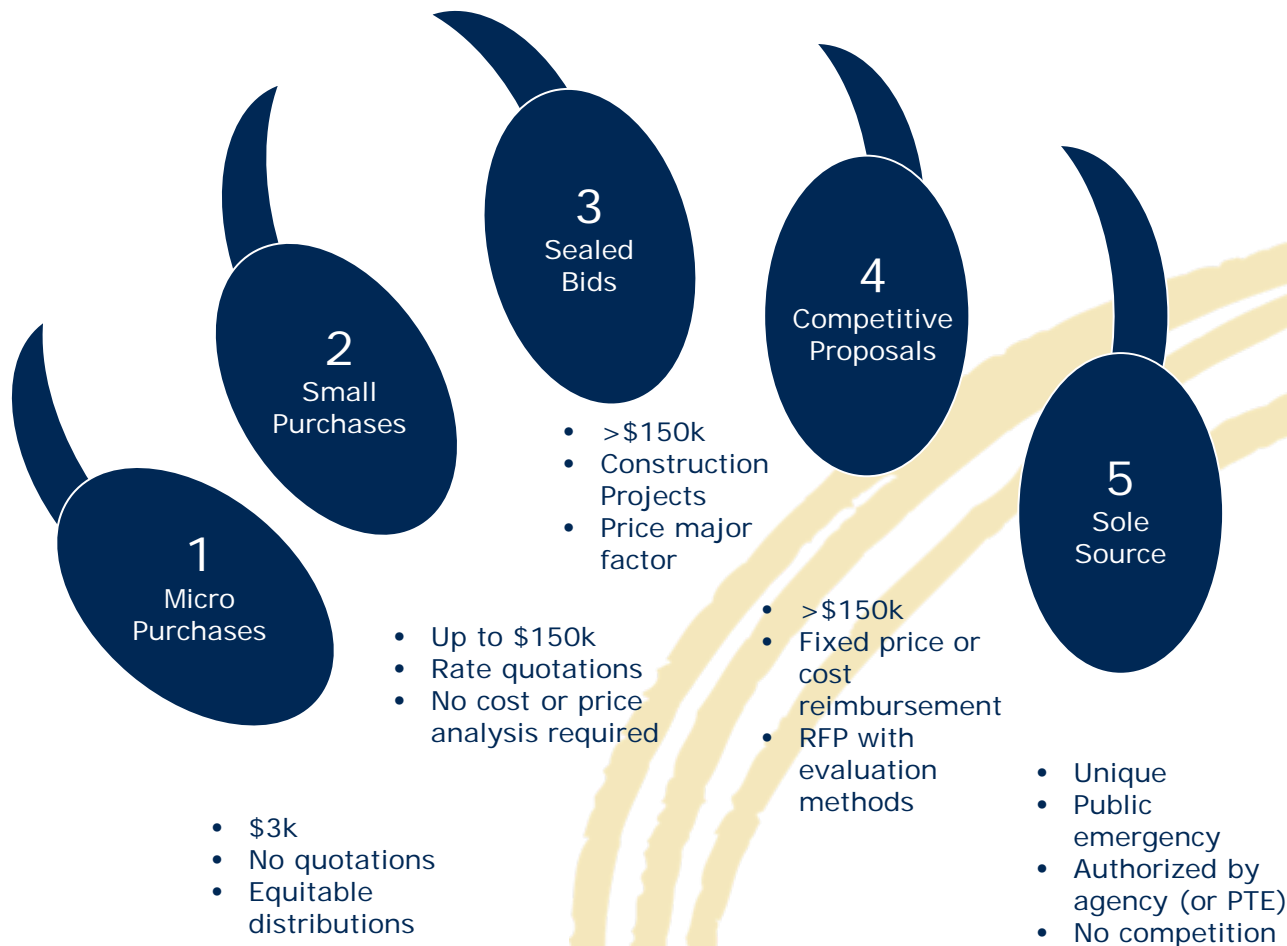 1
Micro
Purchases
• $3k
• No quotations
• Equitable
distributions
2
Small
Purchases
• Up to $150k
• Rate quotations
• No cost or price
analysis required
3
Sealed
Bids
• >$150k
• Construction
Projects
• Price major
factor
4
Competitive
Proposals
• >$150k
• Fixed price or
cost
reimbursement
• RFP with
evaluation
methods
5
Sole
Source
• Unique
• Public
emergency
• Authorized by
agency (or PTE)
• No competition